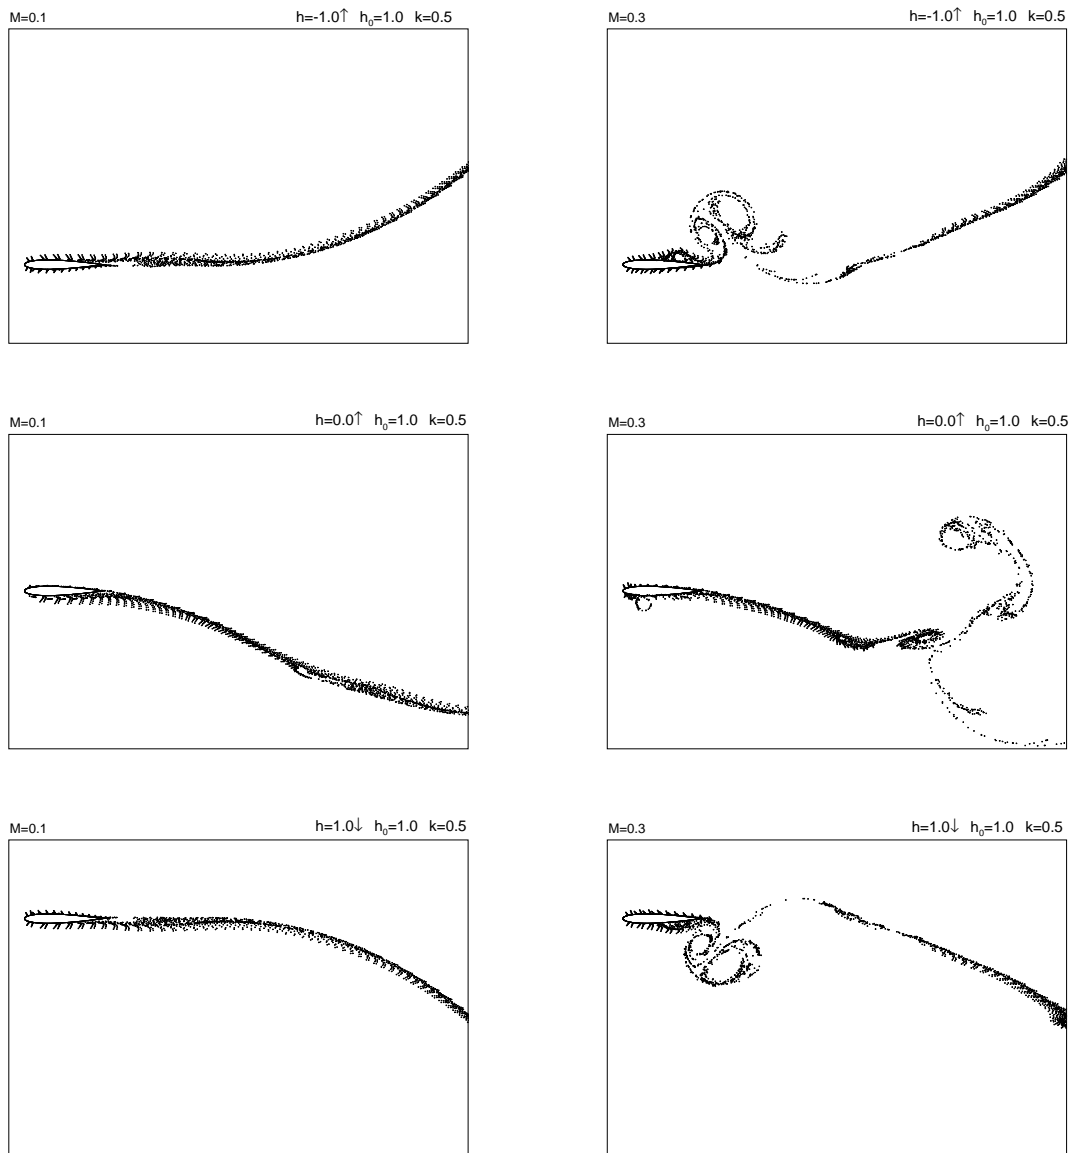 M=0.1 h=-1.0↑ h₀=1.0 k=0.5
M=0.3 h=-1.0↑ h₀=1.0 k=0.5
M=0.1 h=0.0↑ h₀=1.0 k=0.5
M=0.3 h=0.0↑ h₀=1.0 k=0.5
M=0.1 h=1.0↓ h₀=1.0 k=0.5
M=0.3 h=1.0↓ h₀=1.0 k=0.5